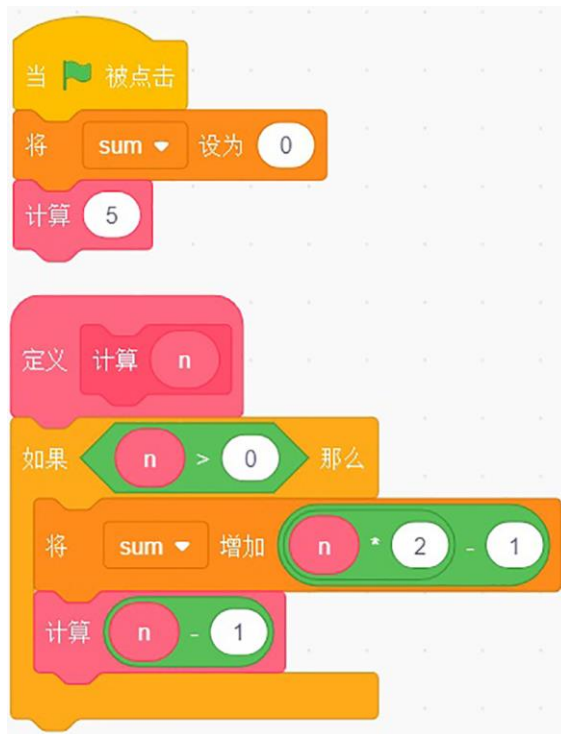 当 被点击
将 sum 设为 0
计算 5
定义 计算 n
如果 n > 0 那么
将 sum 增加 n * 2 - 1
计算 n - 1